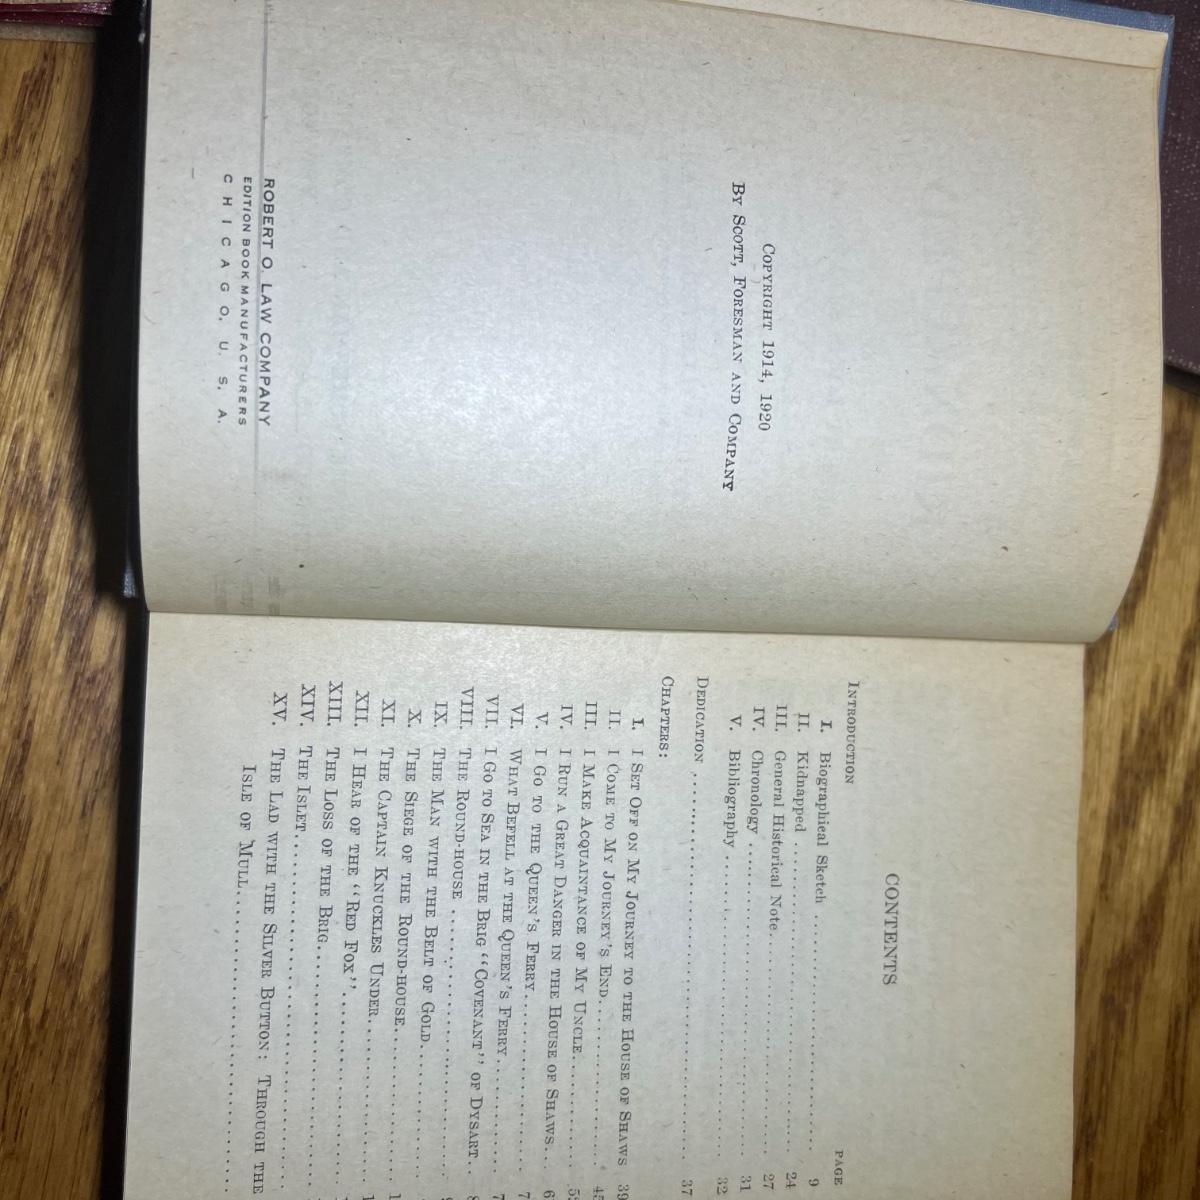 COPYRIGHT 1914, 1920
BY SCOTT, FORESMAN AND COMPANY
ROBERT O. LAW COMPANY
EDITION BOOK MANUFACTURERS
CHICAGO, U. S. A.
CONTENTS
PAGE
INTRODUCTION
I. Biographical Sketch .......... 9
II. Kidnapped .......... 24
III. General Historical Note .......... 27
IV. Chronology .......... 31
V. Bibliography .......... 32
DEDICATION .......... 37
CHAPTERS:
I. I SET OFF ON MY JOURNEY TO THE HOUSE OF SHAWS 39
II. I COME TO MY JOURNEY'S END .......... 45
III. I MAKE ACQUAINTANCE OF MY UNCLE ..........
IV. I RUN A GREAT DANGER IN THE HOUSE OF SHAWS ...
V. I GO TO THE QUEEN'S FERRY ..........
VI. WHAT BEFELL AT THE QUEEN'S FERRY ..........
VII. I GO TO SEA IN THE BRIG "COVENANT" OF DYSART ..
VIII. THE ROUND-HOUSE ..........
IX. THE MAN WITH THE BELT OF GOLD ..........
X. THE SIEGE OF THE ROUND-HOUSE ..........
XI. THE CAPTAIN KNUCKLES UNDER ..........
XII. I HEAR OF THE "RED FOX" ..........
XIII. THE LOSS OF THE BRIG ..........
XIV. THE ISLET ..........
XV. THE LAD WITH THE SILVER BUTTON: THROUGH THE
ISLE OF MULL ..........